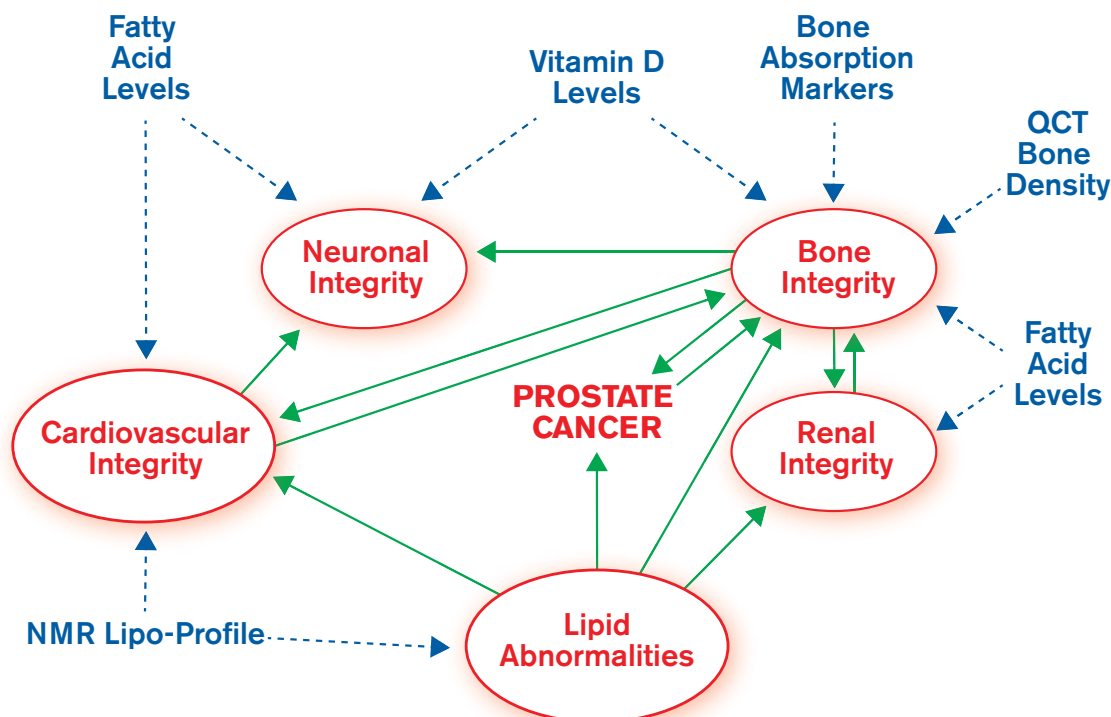 Fatty
Acid
Levels
Vitamin D
Levels
Bone
Absorption
Markers
QCT
Bone
Density
Neuronal
Integrity
Bone
Integrity
Fatty
Acid
Levels
PROSTATE
CANCER
Cardiovascular
Integrity
Renal
Integrity
NMR Lipo-Profile
Lipid
Abnormalities